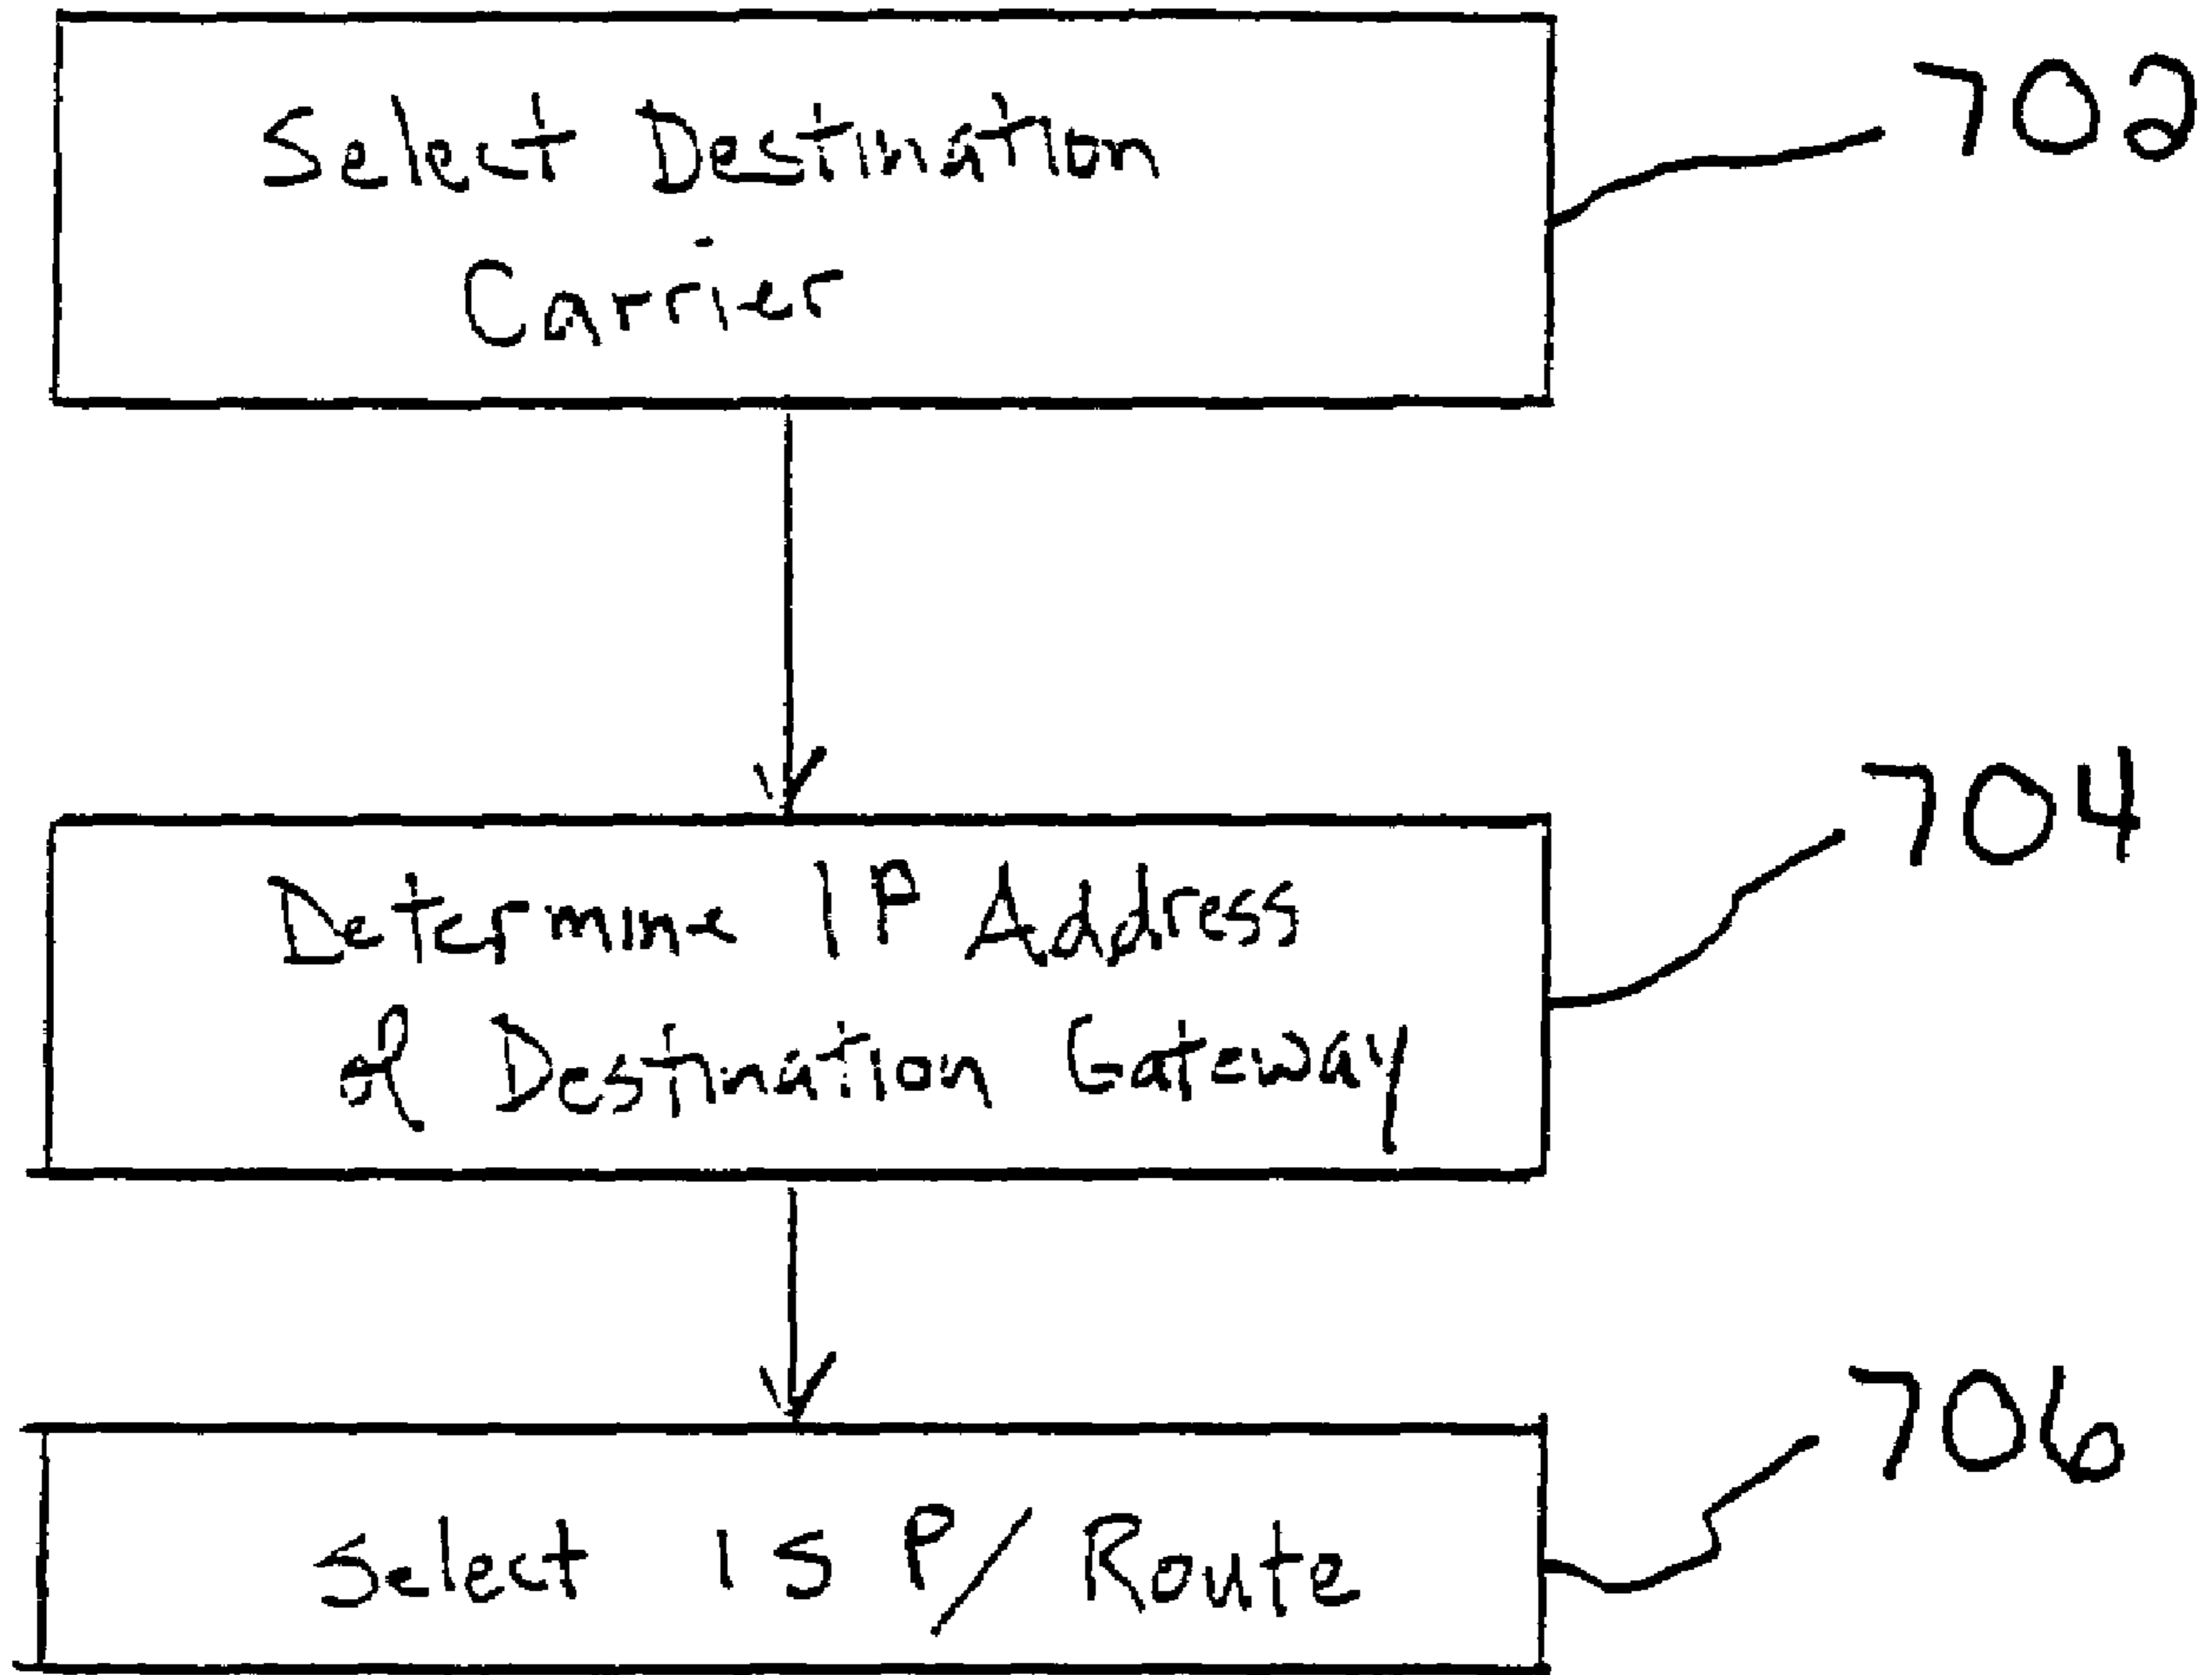 Select Destination
Carrier
702
Determine IP Address
of Destination Gateway
704
Select ISP/Route
706